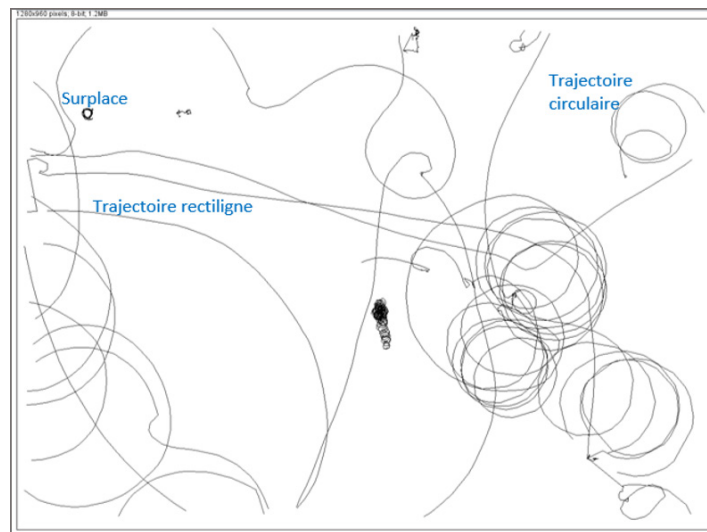 1280x960 pixels; 8-bit; 1.2MB
Surplace
Trajectoire
circulaire
Trajectoire rectiligne